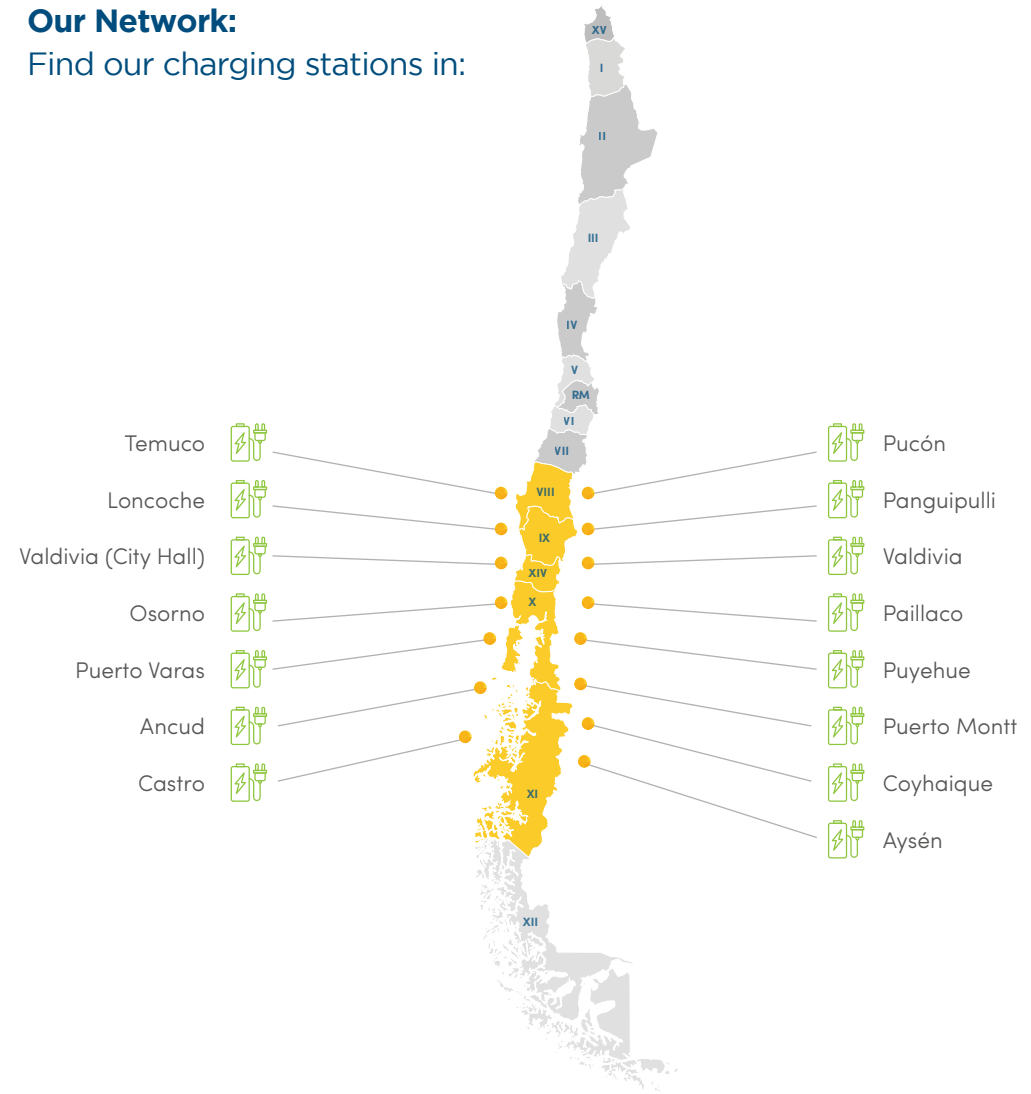 Our Network:
Find our charging stations in:
XV
I
II
III
IV
V
RM
VI
VII
VIII
IX
XIV
X
XI
XII
Temuco
Loncoche
Valdivia (City Hall)
Osorno
Puerto Varas
Ancud
Castro
Pucón
Panguipulli
Valdivia
Paillaco
Puyehue
Puerto Montt
Coyhaique
Aysén